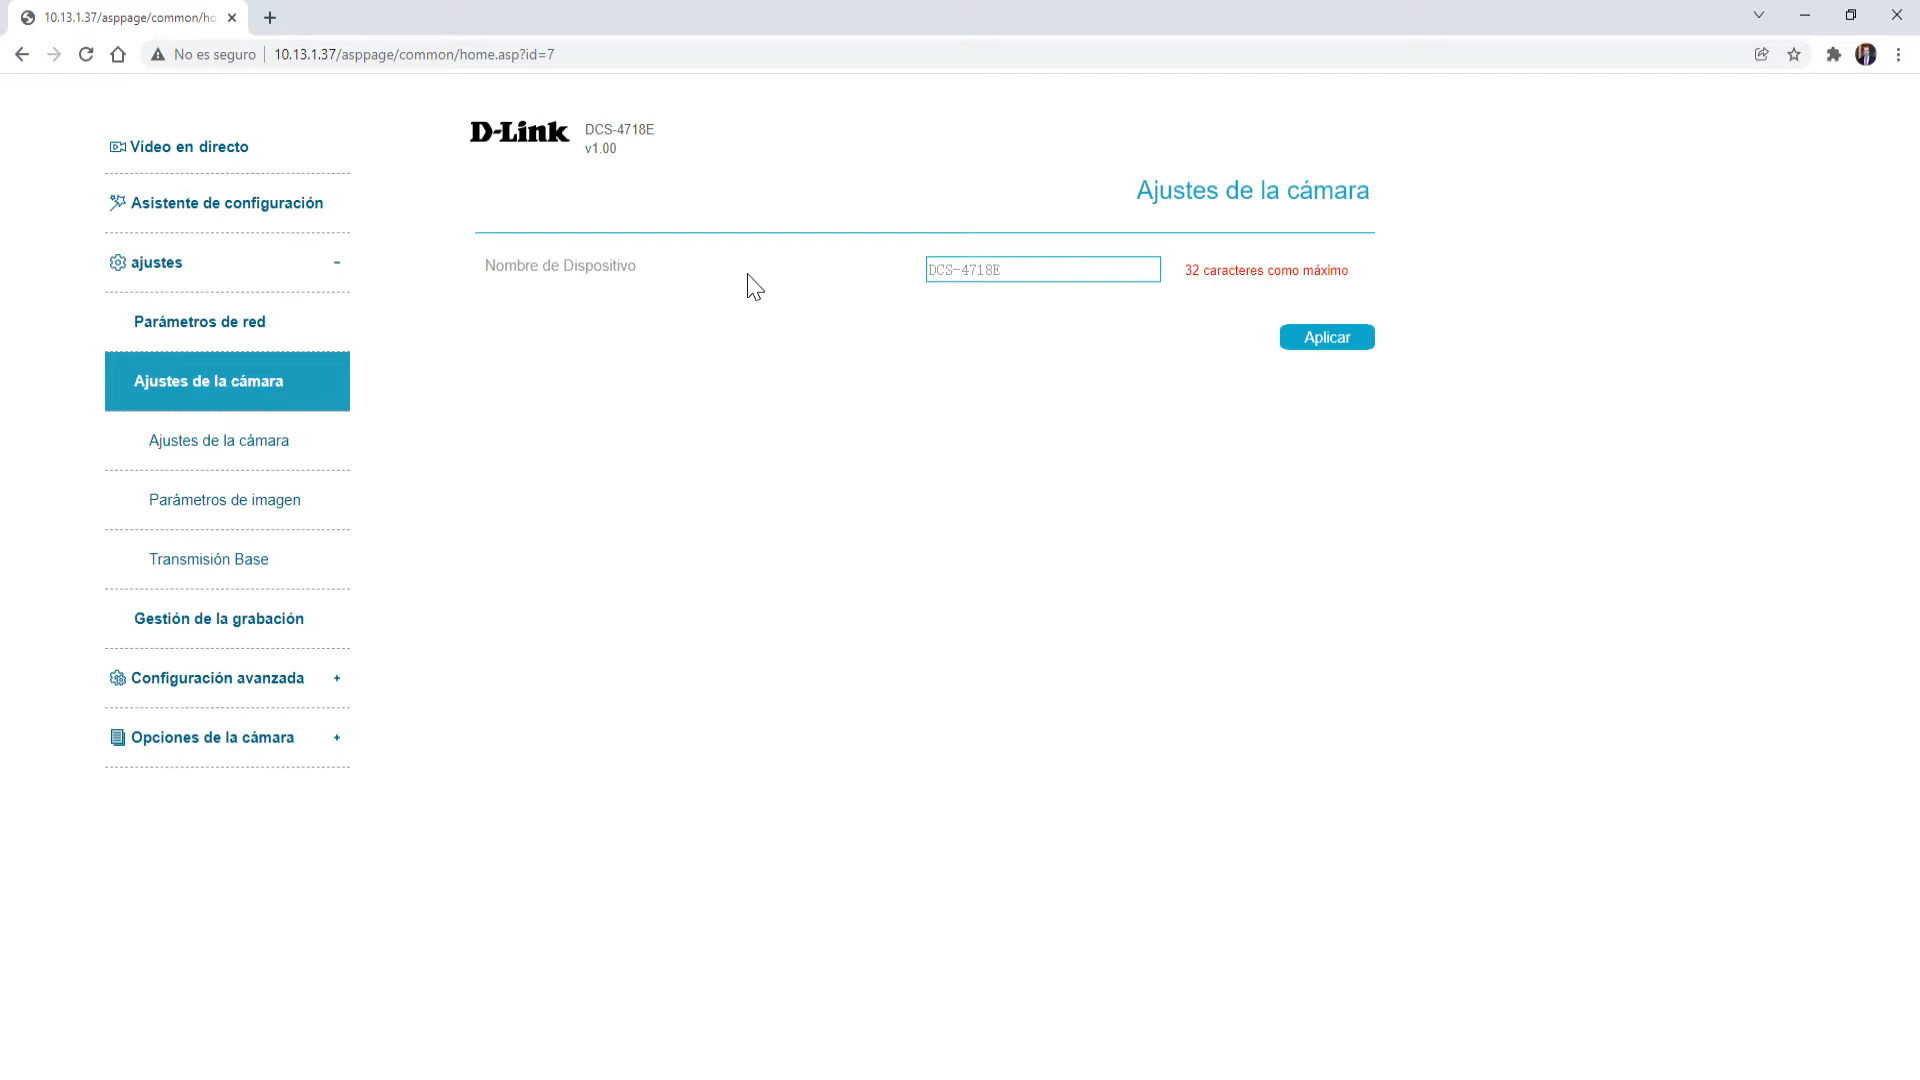 10.13.1.37/asppage/common/ho
No es seguro
10.13.1.37/asppage/common/home.asp?id=7
D-Link
DCS-4718E
v1.00
Vídeo en directo
Asistente de configuración
ajustes
-
Parámetros de red
Ajustes de la cámara
Ajustes de la cámara
Parámetros de imagen
Transmisión Base
Gestión de la grabación
Configuración avanzada
+
Opciones de la cámara
+
Ajustes de la cámara
Nombre de Dispositivo
DCS-4718E
32 caracteres como máximo
Aplicar